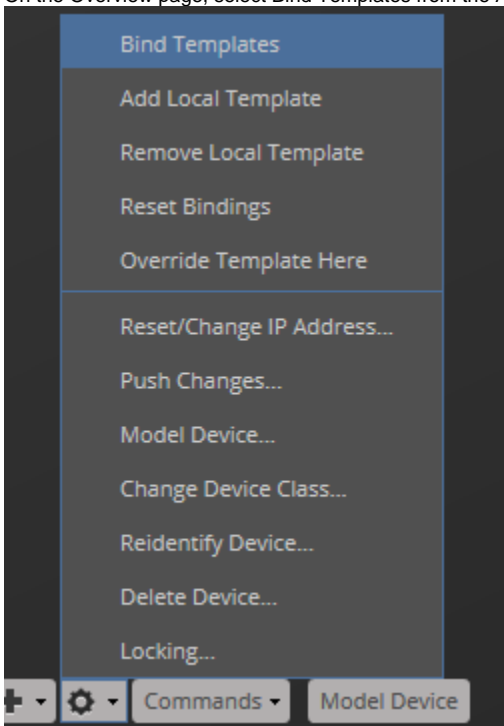 On the Overview page, select Bind Templates from the
Bind Templates
Add Local Template
Remove Local Template
Reset Bindings
Override Template Here
Reset/Change IP Address...
Push Changes...
Model Device...
Change Device Class...
Reidentify Device...
Delete Device...
Locking...
Commands
Model Device